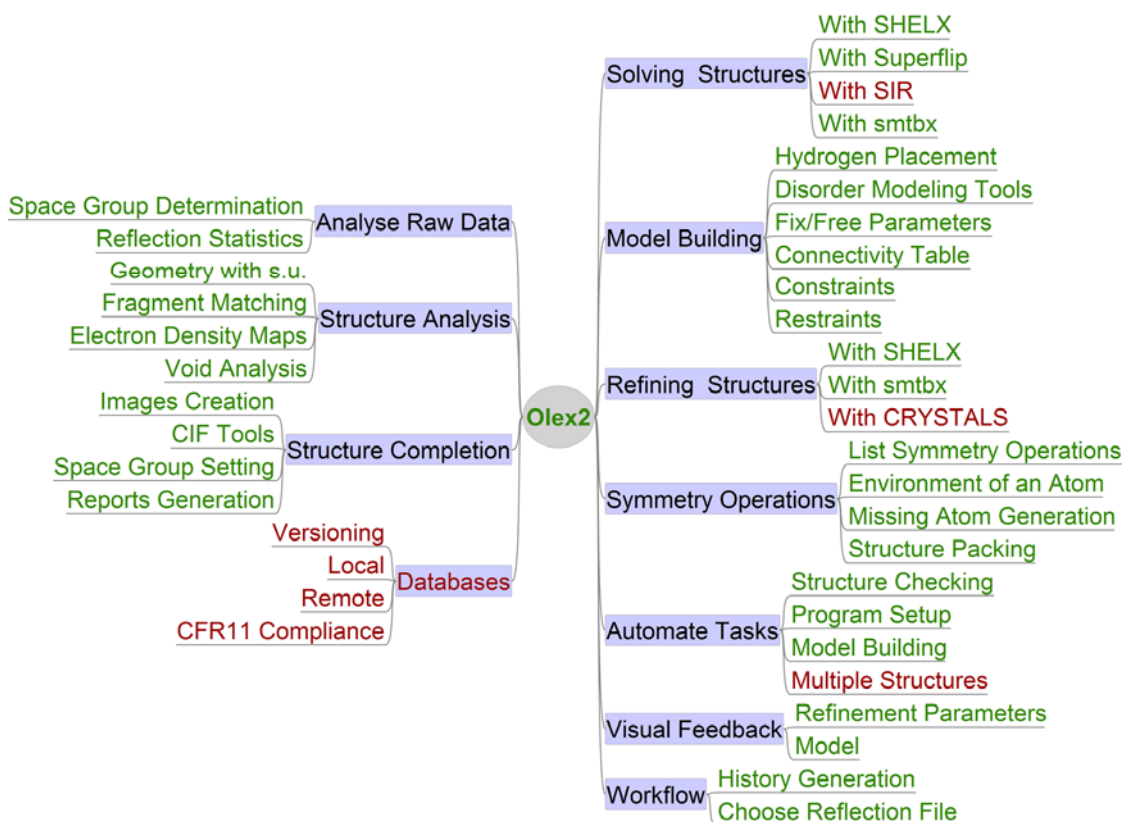 Olex2
Analyse Raw Data
Space Group Determination
Reflection Statistics
Structure Analysis
Geometry with s.u.
Fragment Matching
Electron Density Maps
Void Analysis
Structure Completion
Images Creation
CIF Tools
Space Group Setting
Reports Generation
Databases
Versioning
Local
Remote
CFR11 Compliance
Solving Structures
With SHELX
With Superflip
With SIR
With smtbx
Model Building
Hydrogen Placement
Disorder Modeling Tools
Fix/Free Parameters
Connectivity Table
Constraints
Restraints
Refining Structures
With SHELX
With smtbx
With CRYSTALS
Symmetry Operations
List Symmetry Operations
Environment of an Atom
Missing Atom Generation
Structure Packing
Automate Tasks
Structure Checking
Program Setup
Model Building
Multiple Structures
Visual Feedback
Refinement Parameters
Model
Workflow
History Generation
Choose Reflection File